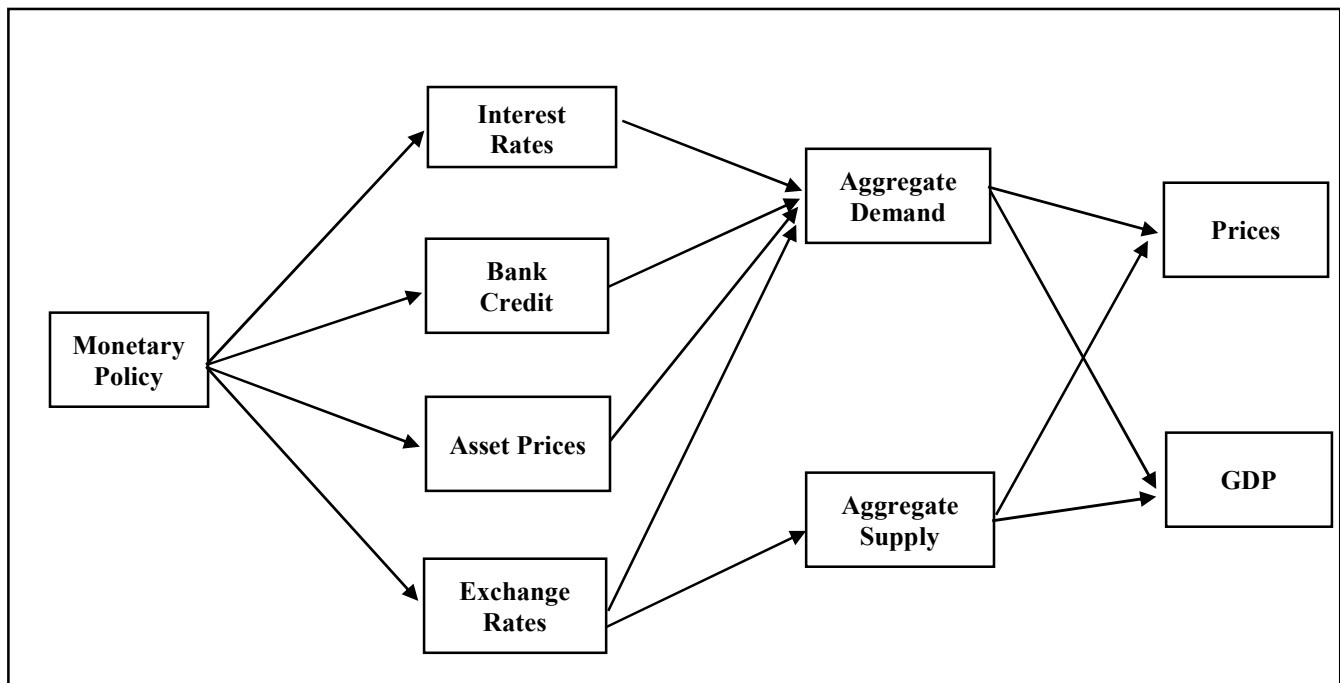 Interest
Rates
Aggregate
Demand
Prices
Bank
Credit
Monetary
Policy
Asset Prices
GDP
Aggregate
Supply
Exchange
Rates